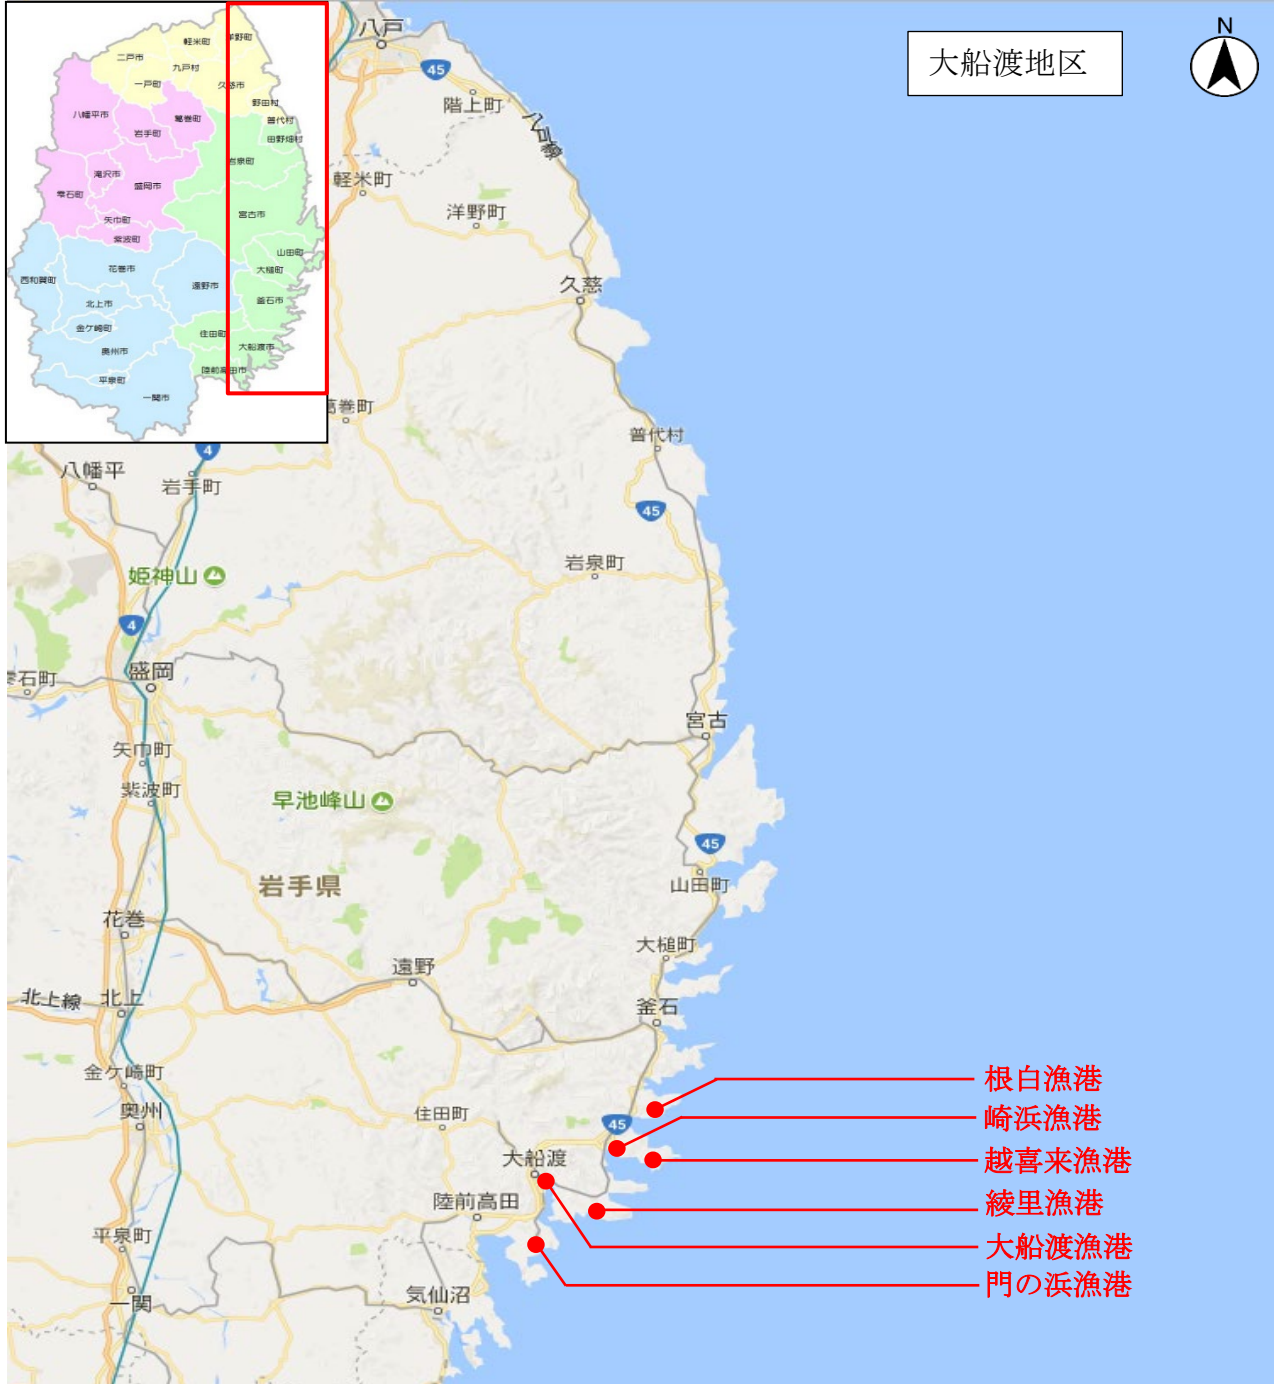 大船渡地区
N
洋野町
軽米町
二戸市
九戸村
一戸町
久慈市
野田村
八幡平市
葛巻町
普代村
岩手町
田野畑村
岩泉町
滝沢市
盛岡市
雫石町
宮古市
矢巾町
紫波町
山田町
花巻市
大槌町
西和賀町
遠野市
北上市
釜石市
金ケ崎町
住田町
奥州市
大船渡市
陸前高田市
平泉町
一関市
八戸
45
階上町
八戸線
軽米町
洋野町
久慈
葛巻町
普代村
4
八幡平
岩手町
45
岩泉町
姫神山
4
盛岡
雫石町
宮古
矢巾町
紫波町
早池峰山
45
山田町
岩手県
花巻
大槌町
遠野
北上線
北上
釜石
金ケ崎町
根白漁港
奥州
住田町
45
崎浜漁港
大船渡
越喜来漁港
陸前高田
綾里漁港
平泉町
大船渡漁港
門の浜漁港
気仙沼
一関